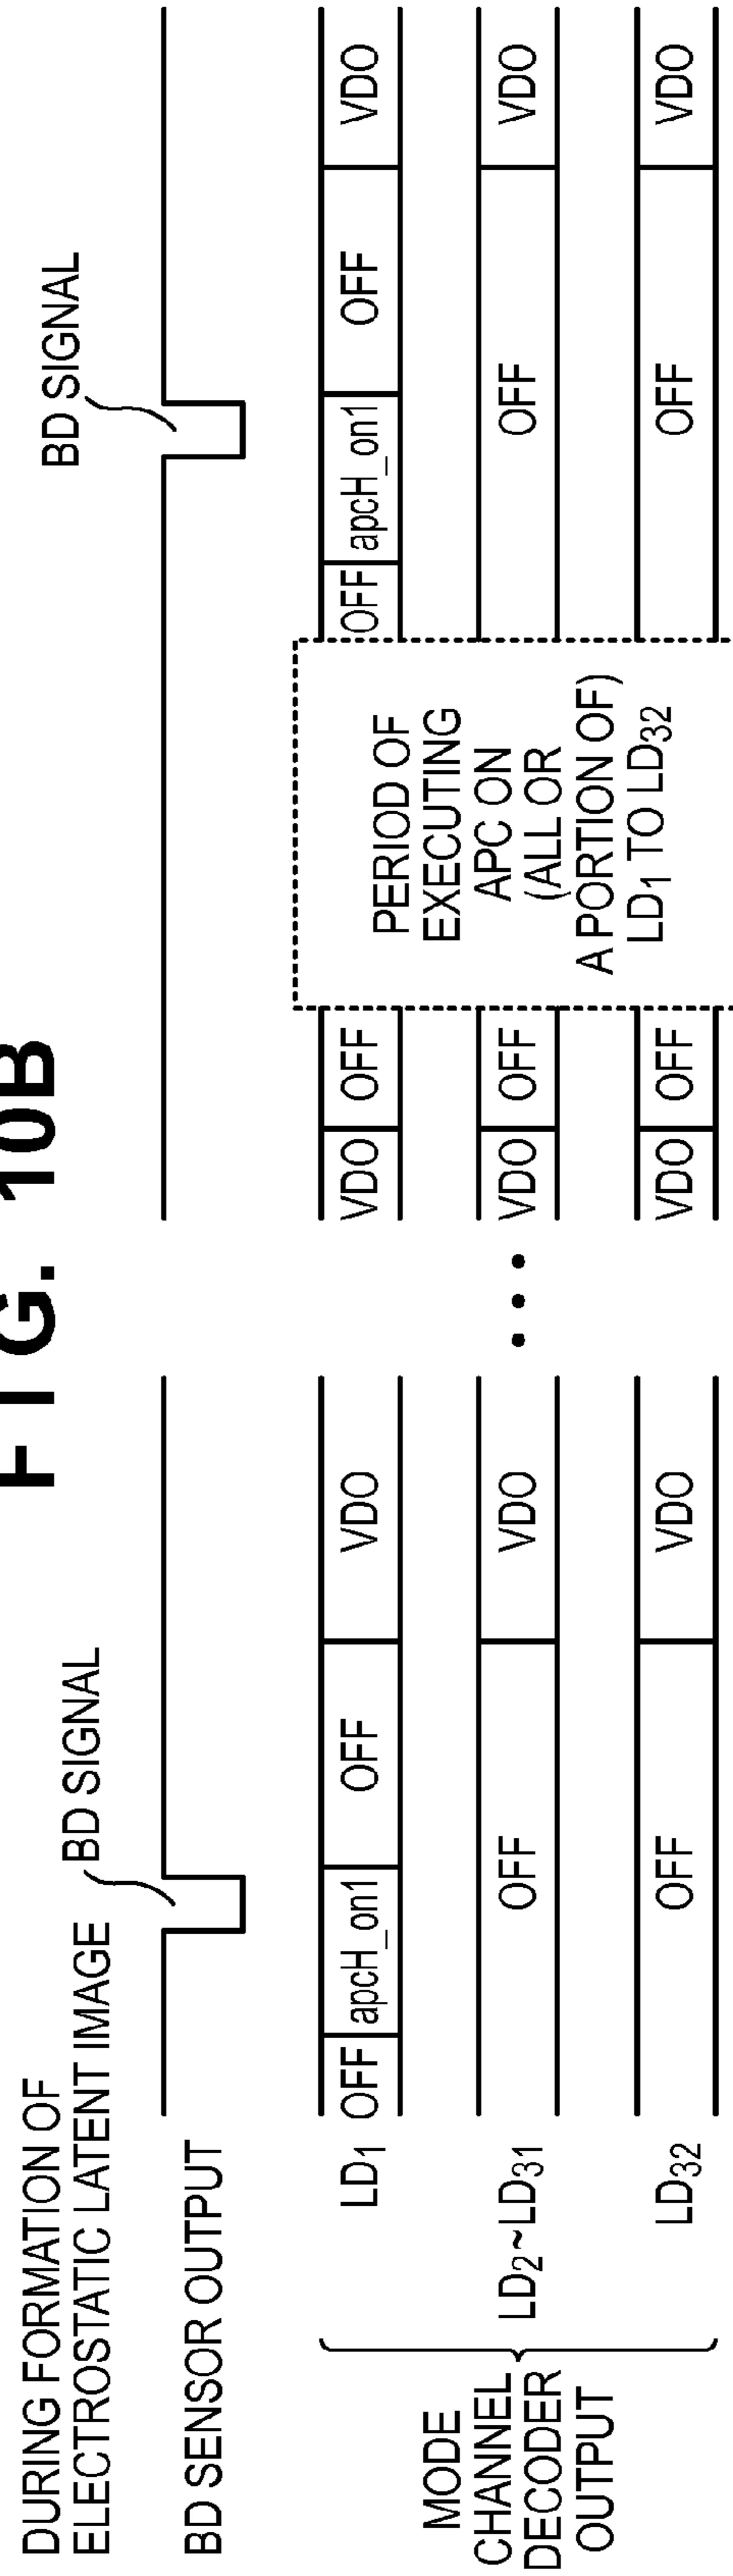 FIG. 10B
DURING FORMATION OF
ELECTROSTATIC LATENT IMAGE
BD SIGNAL
BD SIGNAL
BD SENSOR OUTPUT
MODE
CHANNEL
DECODER
OUTPUT
LD1
OFF
apcH_on1
OFF
VDO
VDO
OFF
OFF
apcH_on1
OFF
VDO
LD2~LD31
OFF
VDO
• • •
VDO
OFF
OFF
VDO
LD32
OFF
VDO
VDO
OFF
OFF
VDO
PERIOD OF
EXECUTING
APC ON
(ALL OR
A PORTION OF)
LD1 TO LD32